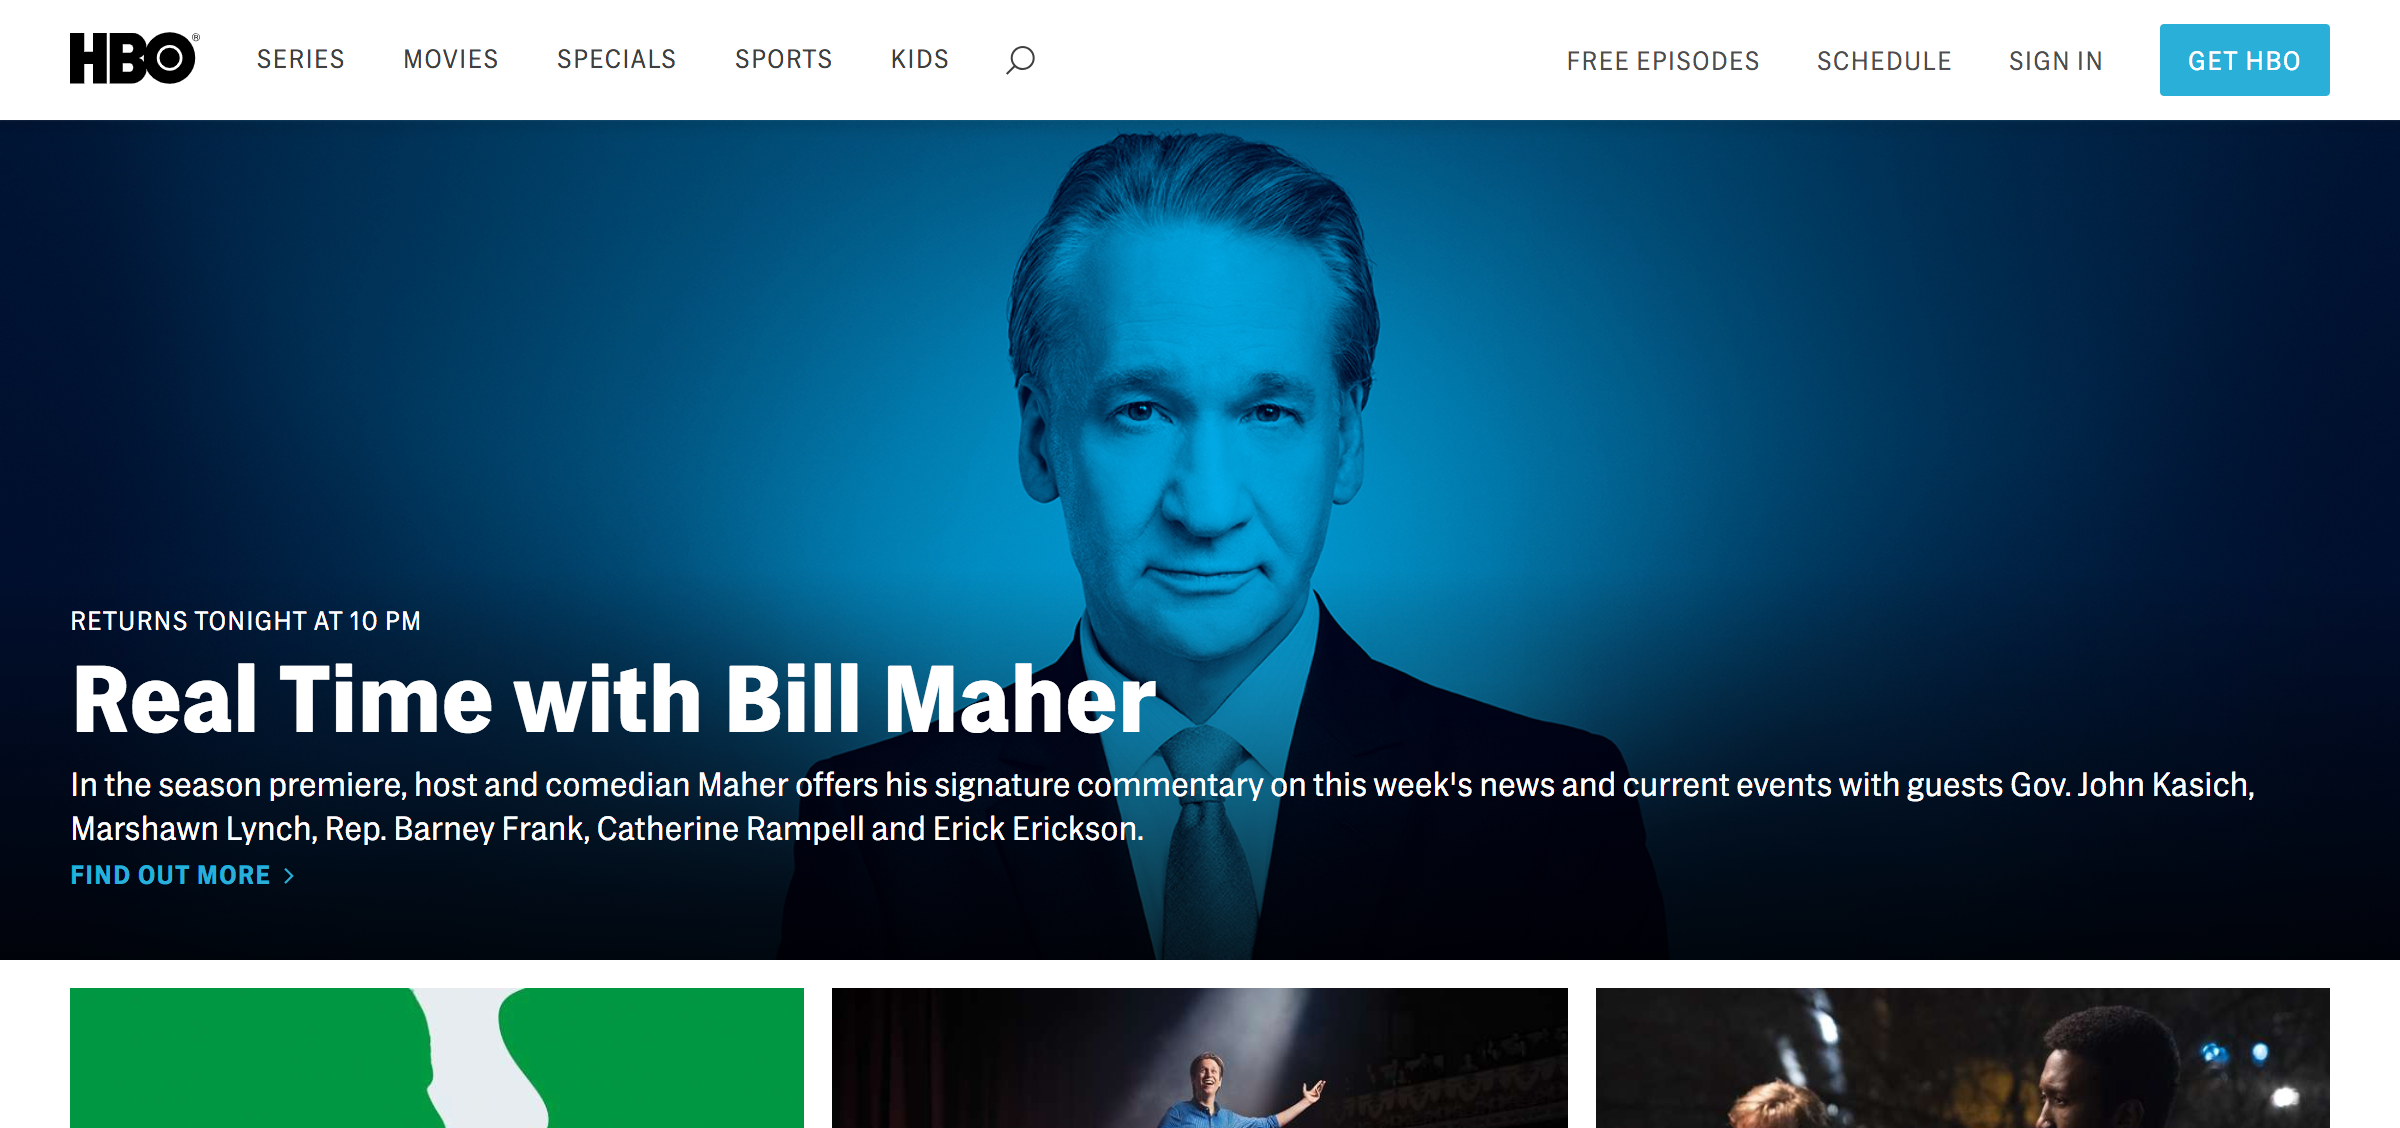 HBO®
SERIES
MOVIES
SPECIALS
SPORTS
KIDS
FREE EPISODES
SCHEDULE
SIGN IN
GET HBO
RETURNS TONIGHT AT 10 PM
Real Time with Bill Maher
In the season premiere, host and comedian Maher offers his signature commentary on this week's news and current events with guests Gov. John Kasich,
Marshawn Lynch, Rep. Barney Frank, Catherine Rampell and Erick Erickson.
FIND OUT MORE >